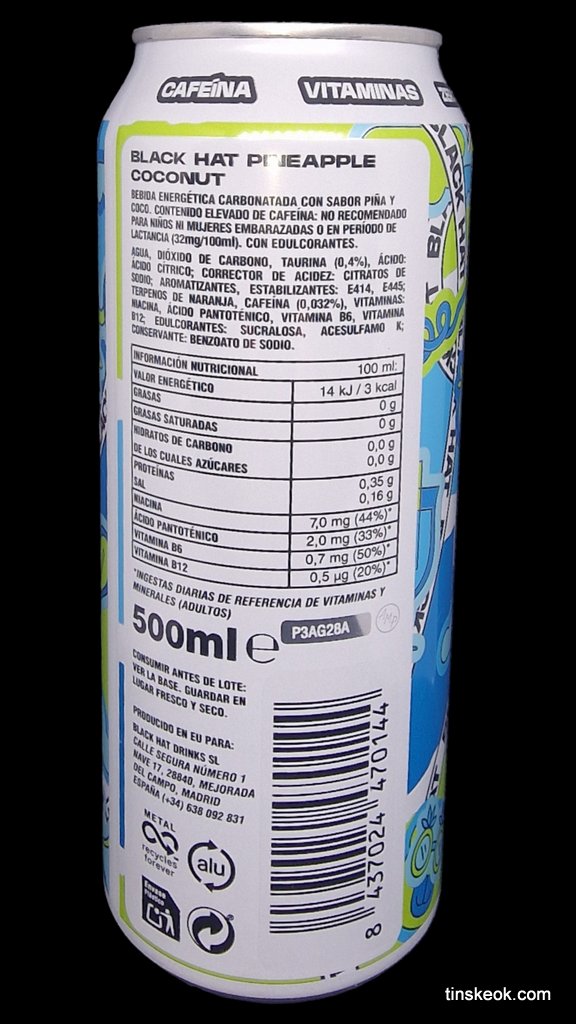 CAFEÍNA
VITAMINAS
BLACK HAT PINEAPPLE
COCONUT
BEBIDA ENERGÉTICA CARBONATADA CON SABOR PIÑA Y
COCO. CONTENIDO ELEVADO DE CAFEÍNA: NO RECOMENDADO
PARA NIÑOS NI MUJERES EMBARAZADAS O EN PERÍODO DE
LACTANCIA (32mg/100ml). CON EDULCORANTES.
AGUA, DIÓXIDO DE CARBONO, TAURINA (0,4%), ÁCIDO:
ÁCIDO CÍTRICO; CORRECTOR DE ACIDEZ: CITRATOS DE
SODIO; AROMATIZANTES, ESTABILIZANTES: E414, E445;
TERPENOS DE NARANJA, CAFEÍNA (0,032%), VITAMINAS:
NIACINA, ÁCIDO PANTOTÉNICO, VITAMINA B6, VITAMINA
B12; EDULCORANTES: SUCRALOSA, ACESULFAMO K;
CONSERVANTE: BENZOATO DE SODIO.
INFORMACIÓN NUTRICIONAL 100 ml:
VALOR ENERGÉTICO 14 kJ / 3 kcal
GRASAS 0 g
GRASAS SATURADAS 0 g
HIDRATOS DE CARBONO 0,0 g
DE LOS CUALES AZÚCARES 0,0 g
PROTEÍNAS 0,35 g
SAL 0,16 g
NIACINA 7,0 mg (44%)*
ÁCIDO PANTOTÉNICO 2,0 mg (33%)*
VITAMINA B6 0,7 mg (50%)*
VITAMINA B12 0,5 µg (20%)*
*INGESTAS DIARIAS DE REFERENCIA DE VITAMINAS Y
MINERALES (ADULTOS)
500ml e P3AG28A
CONSUMIR ANTES DE LOTE:
VER LA BASE. GUARDAR EN
LUGAR FRESCO Y SECO.
PRODUCIDO EN EU PARA:
BLACK HAT DRINKS SL
CALLE SEGURA NÚMERO 1
NAVE 17, 28840, MEJORADA
DEL CAMPO, MADRID
ESPAÑA (+34) 638 092 831
METAL
recycles
forever
alu
Envase
Plástico
8 437024 470144
BLACK HAT
tinskeok.com